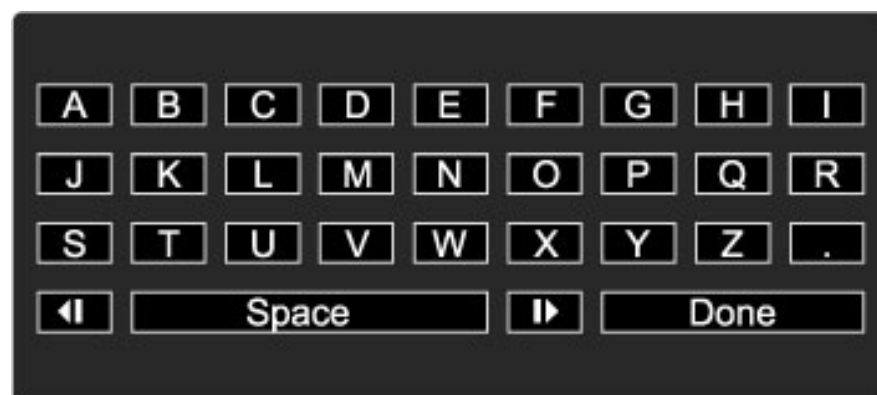 A B C D E F G H I
J K L M N O P Q R
S T U V W X Y Z .
Space Done